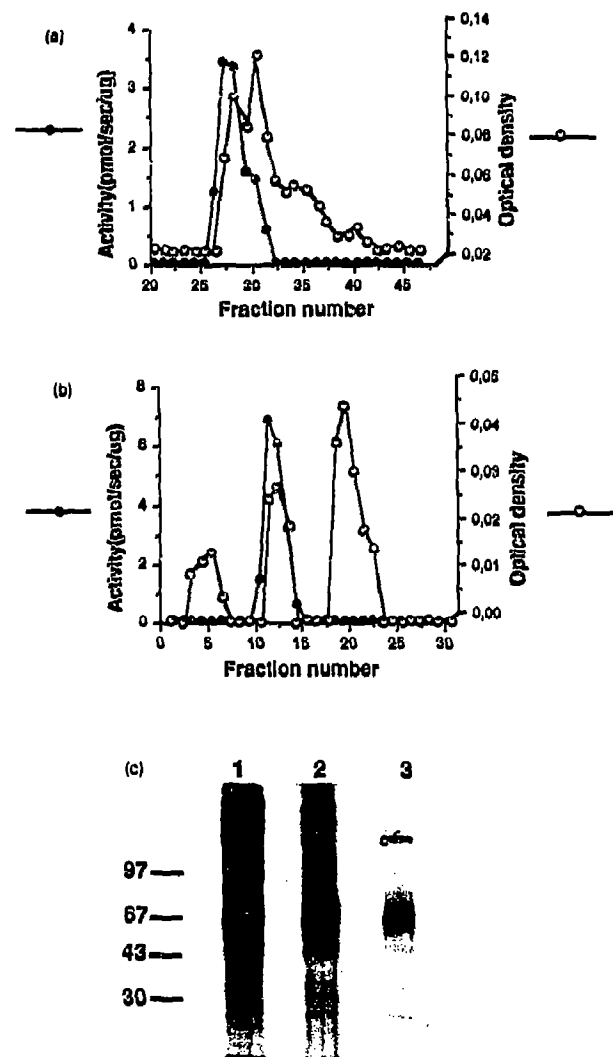 (a)
Activity(pmol/sec/ug)
4
3
2
1
0
0,14
0,12
0,10
0,08
0,06
0,04
0,02
Optical density
20 25 30 35 40 45
Fraction number
(b)
Activity(pmol/sec/ug)
8
6
4
2
0
0,05
0,04
0,03
0,02
0,01
0,00
Optical density
0 5 10 15 20 25 30
Fraction number
(c)
1 2 3
97
67
43
30